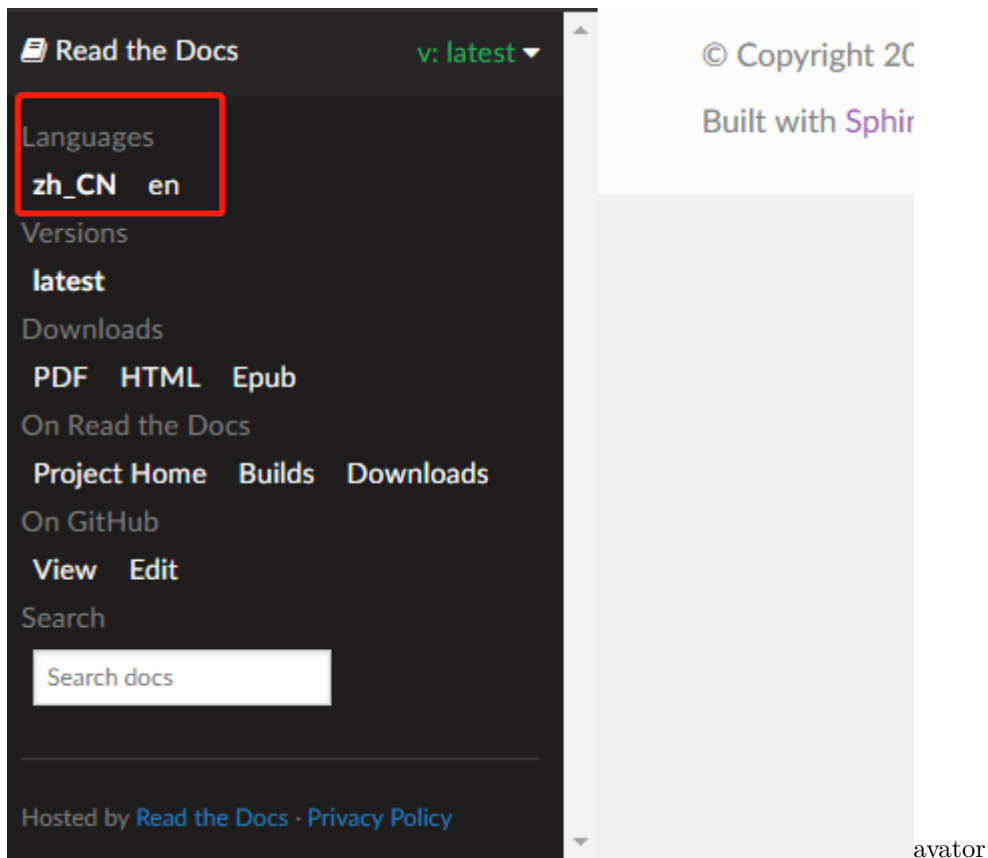 Read the Docs v: latest
Languages
zh_CN en
Versions
latest
Downloads
PDF HTML Epub
On Read the Docs
Project Home Builds Downloads
On GitHub
View Edit
Search
Search docs
Hosted by Read the Docs · Privacy Policy
© Copyright
Built with
avator